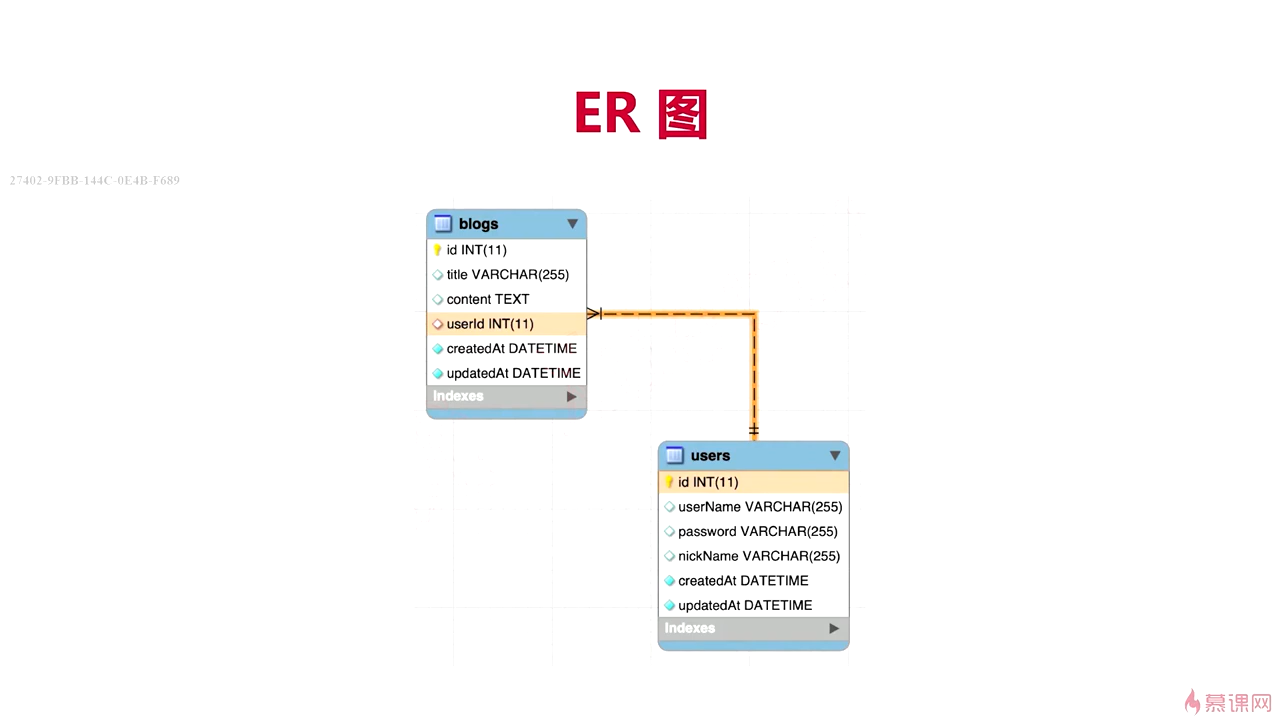 ER 图
27402-9FBB-144C-0E4B-F689
blogs
id INT(11)
title VARCHAR(255)
content TEXT
userId INT(11)
createdAt DATETIME
updatedAt DATETIME
Indexes
users
id INT(11)
userName VARCHAR(255)
password VARCHAR(255)
nickName VARCHAR(255)
createdAt DATETIME
updatedAt DATETIME
Indexes
慕课网